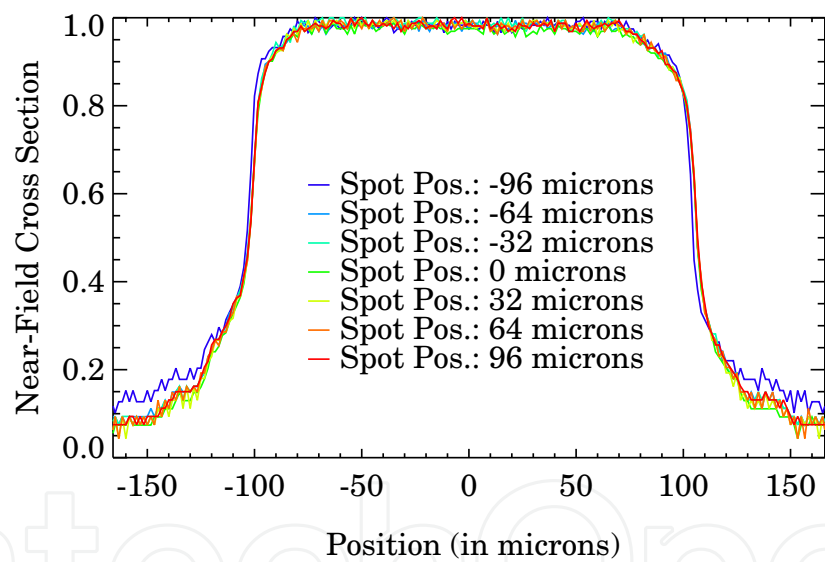 1.0
0.8
0.6
0.4
0.2
0.0
Near-Field Cross Section
Spot Pos.: -96 microns
Spot Pos.: -64 microns
Spot Pos.: -32 microns
Spot Pos.: 0 microns
Spot Pos.: 32 microns
Spot Pos.: 64 microns
Spot Pos.: 96 microns
-150 -100 -50 0 50 100 150
Position (in microns)